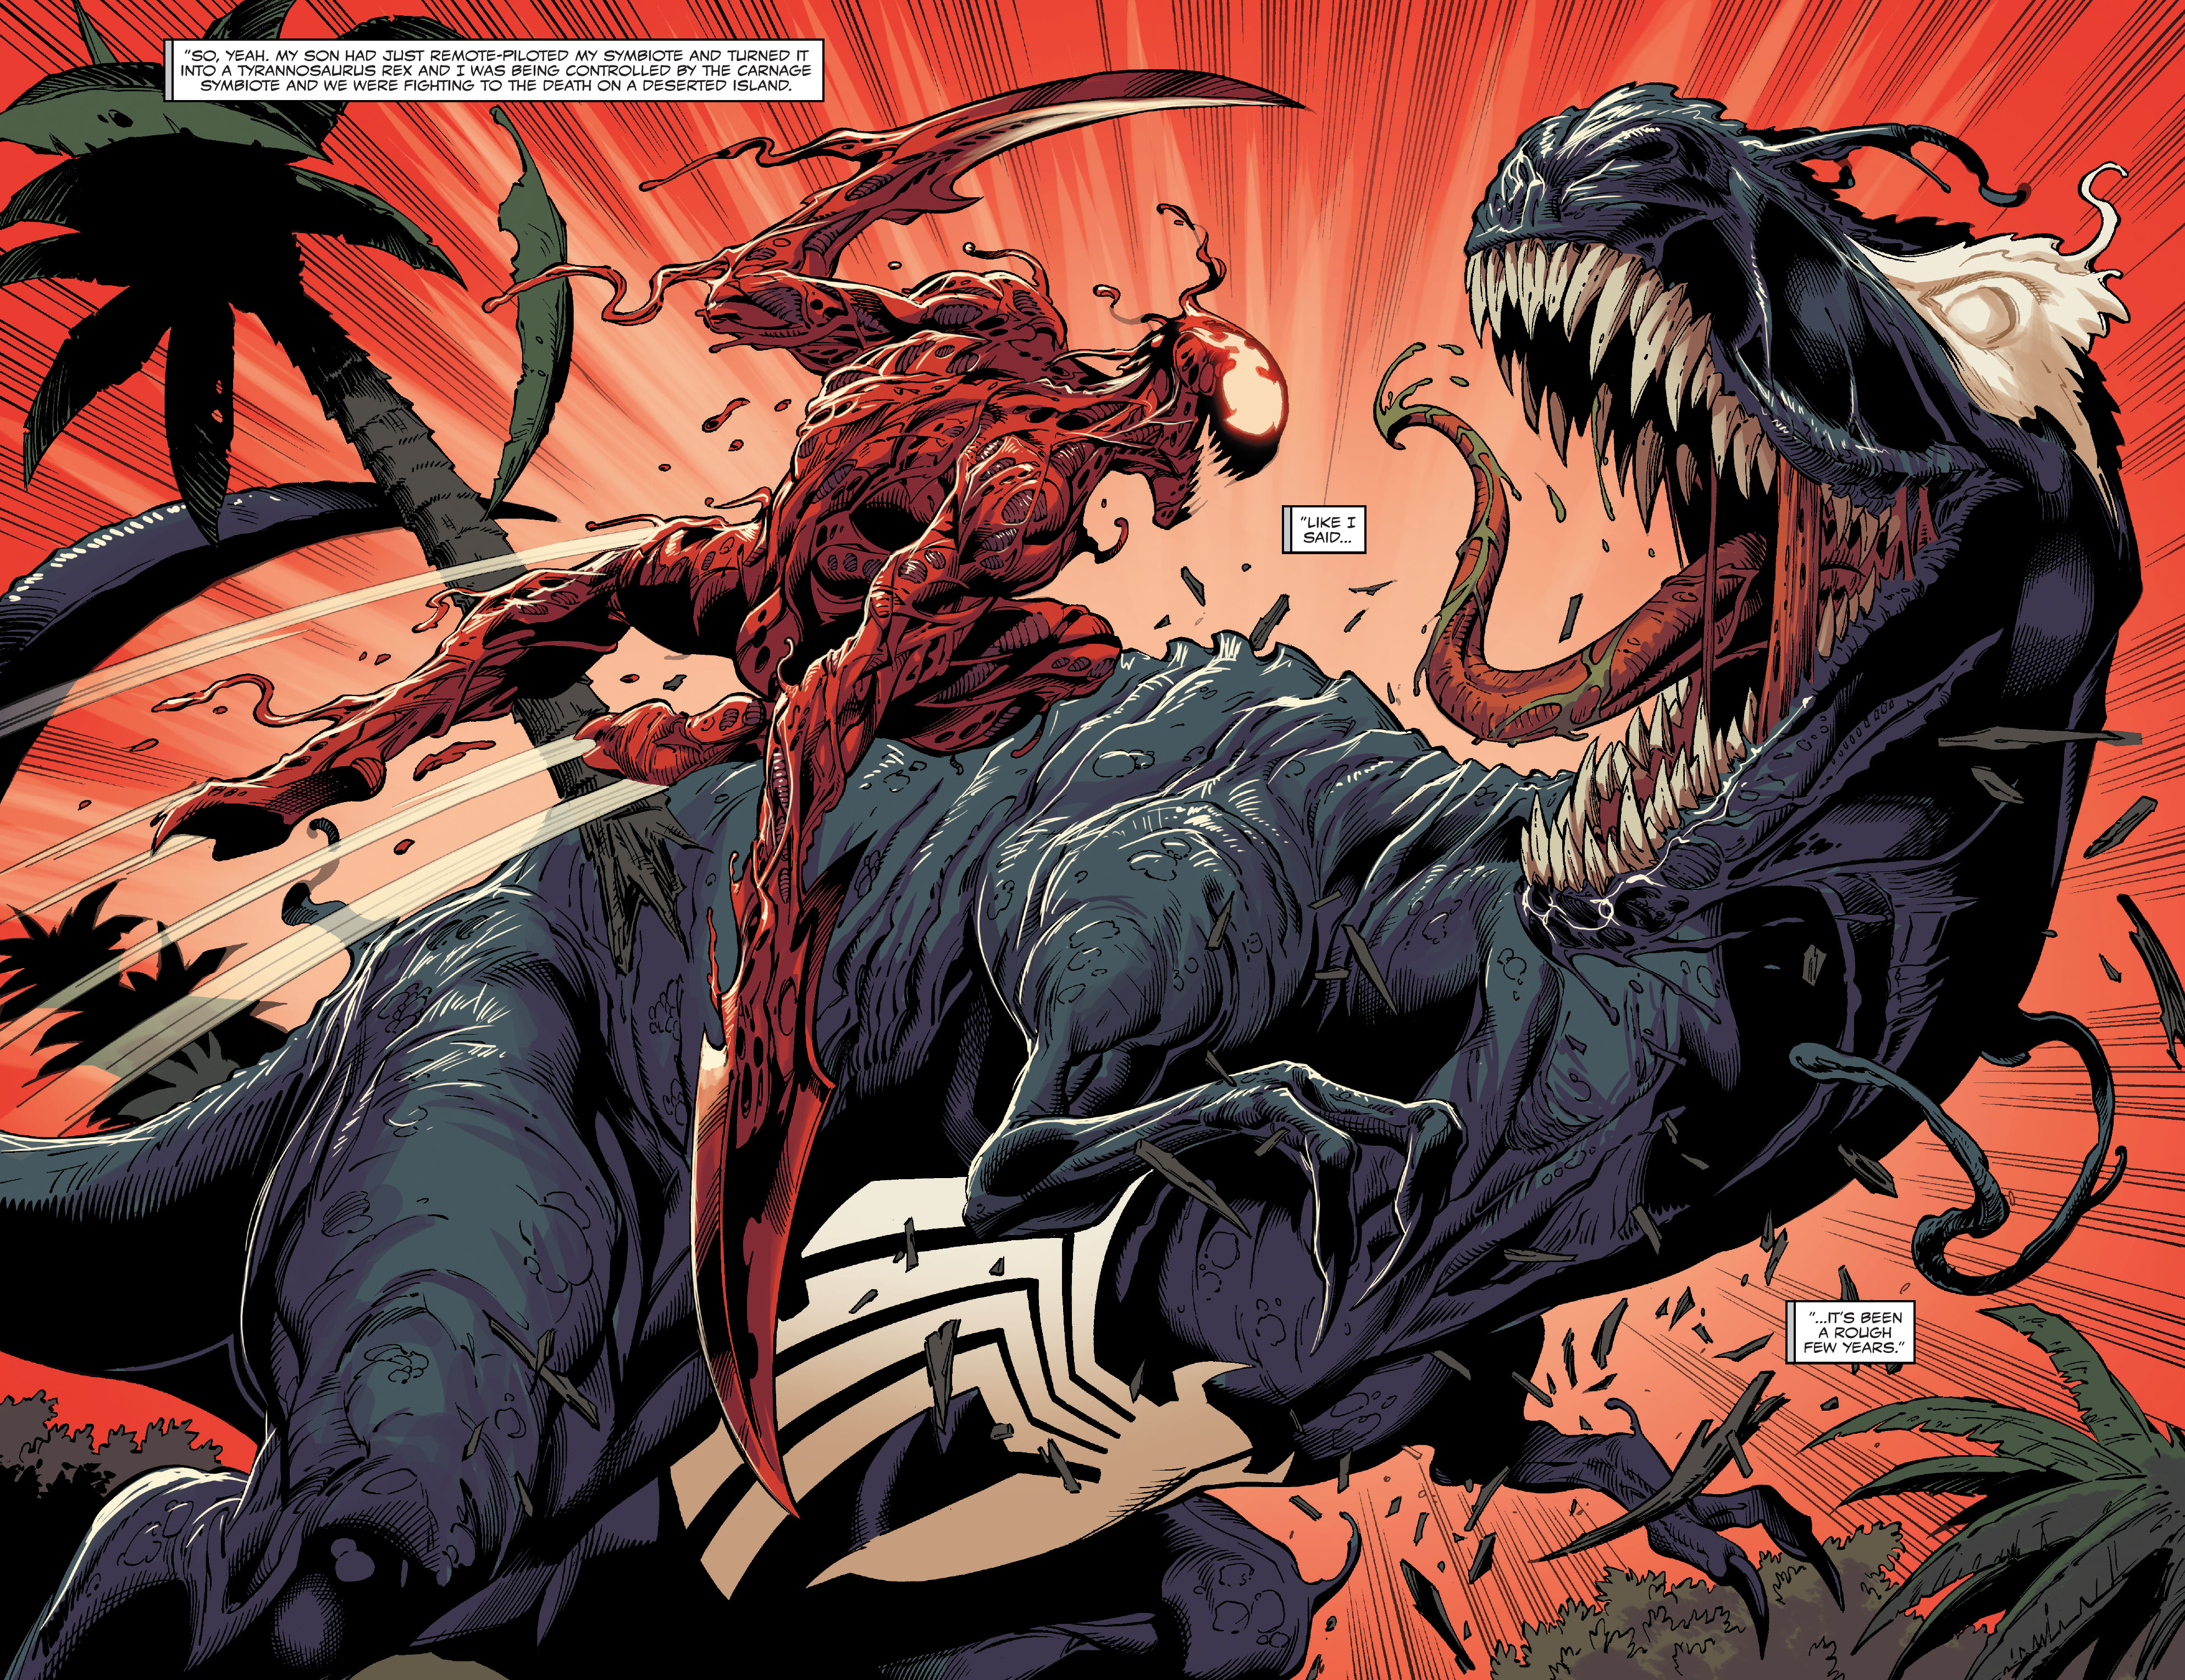 "SO, YEAH. MY SON HAD JUST REMOTE-PILOTED MY SYMBIOTE AND TURNED IT
INTO A TYRANNOSAURUS REX AND I WAS BEING CONTROLLED BY THE CARNAGE
SYMBIOTE AND WE WERE FIGHTING TO THE DEATH ON A DESERTED ISLAND.
"LIKE I
SAID...
"...IT'S BEEN
A ROUGH
FEW YEARS."